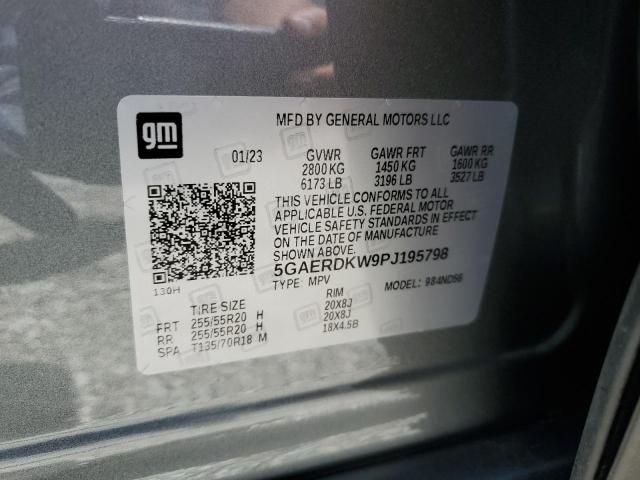 MFD BY GENERAL MOTORS LLC
gm
01/23 GVWR GAWR FRT GAWR RR
2800 KG 1450 KG 1600 KG
6173 LB 3196 LB 3527 LB
THIS VEHICLE CONFORMS TO ALL
APPLICABLE U.S. FEDERAL MOTOR
VEHICLE SAFETY STANDARDS IN EFFECT
ON THE DATE OF MANUFACTURE
SHOWN ABOVE.
5GAERDKW9PJ195798
130H
TYPE: MPV MODEL: 984NDS6
TIRE SIZE RIM
FRT 255/55R20 H 20X8J
RR 255/55R20 H 20X8J
SPA T135/70R18 M 18X4.5B